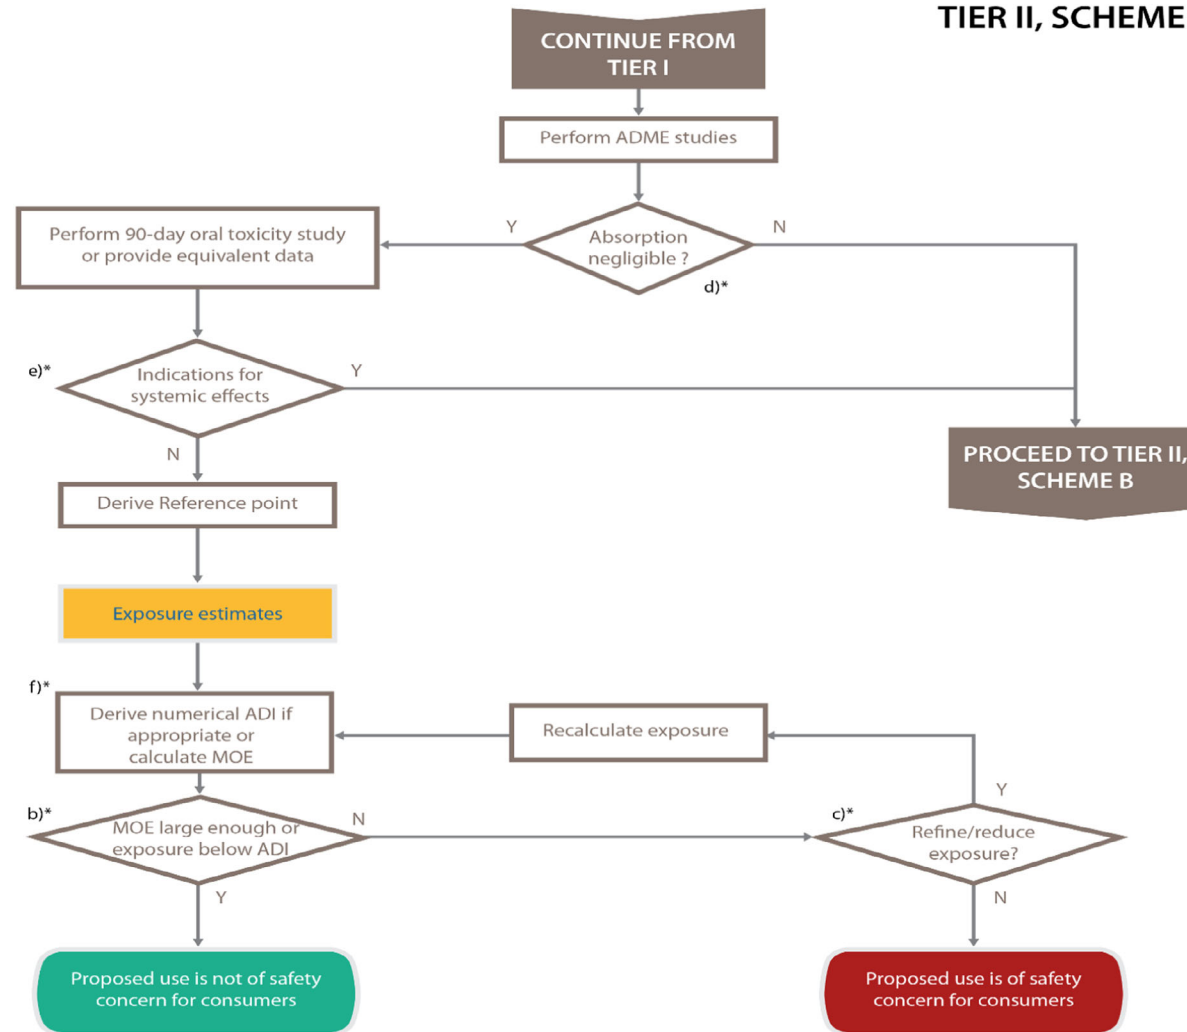 TIER II, SCHEME
CONTINUE FROM
TIER I
Perform ADME studies
Perform 90-day oral toxicity study
or provide equivalent data
Y
Absorption
negligible ?
N
d)*
e)*
Indications for
systemic effects
Y
N
PROCEED TO TIER II,
SCHEME B
Derive Reference point
Exposure estimates
f)*
Derive numerical ADI if
appropriate or
calculate MOE
Recalculate exposure
Y
b)*
MOE large enough or
exposure below ADI
N
c)*
Refine/reduce
exposure?
Y
N
Proposed use is not of safety
concern for consumers
Proposed use is of safety
concern for consumers